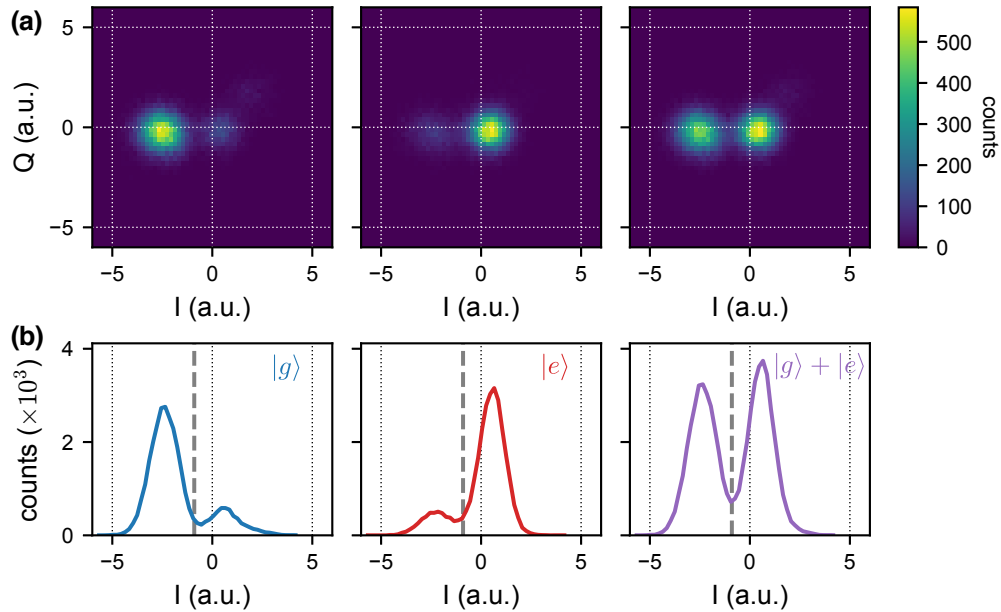 (a)
5
0
−5
Q (a.u.)
−5 0 5
I (a.u.)
−5 0 5
I (a.u.)
−5 0 5
I (a.u.)
500
400
300
200
100
0
counts
(b)
4
2
0
counts (×10³)
|g⟩
|e⟩
|g⟩ + |e⟩
−5 0 5
I (a.u.)
−5 0 5
I (a.u.)
−5 0 5
I (a.u.)